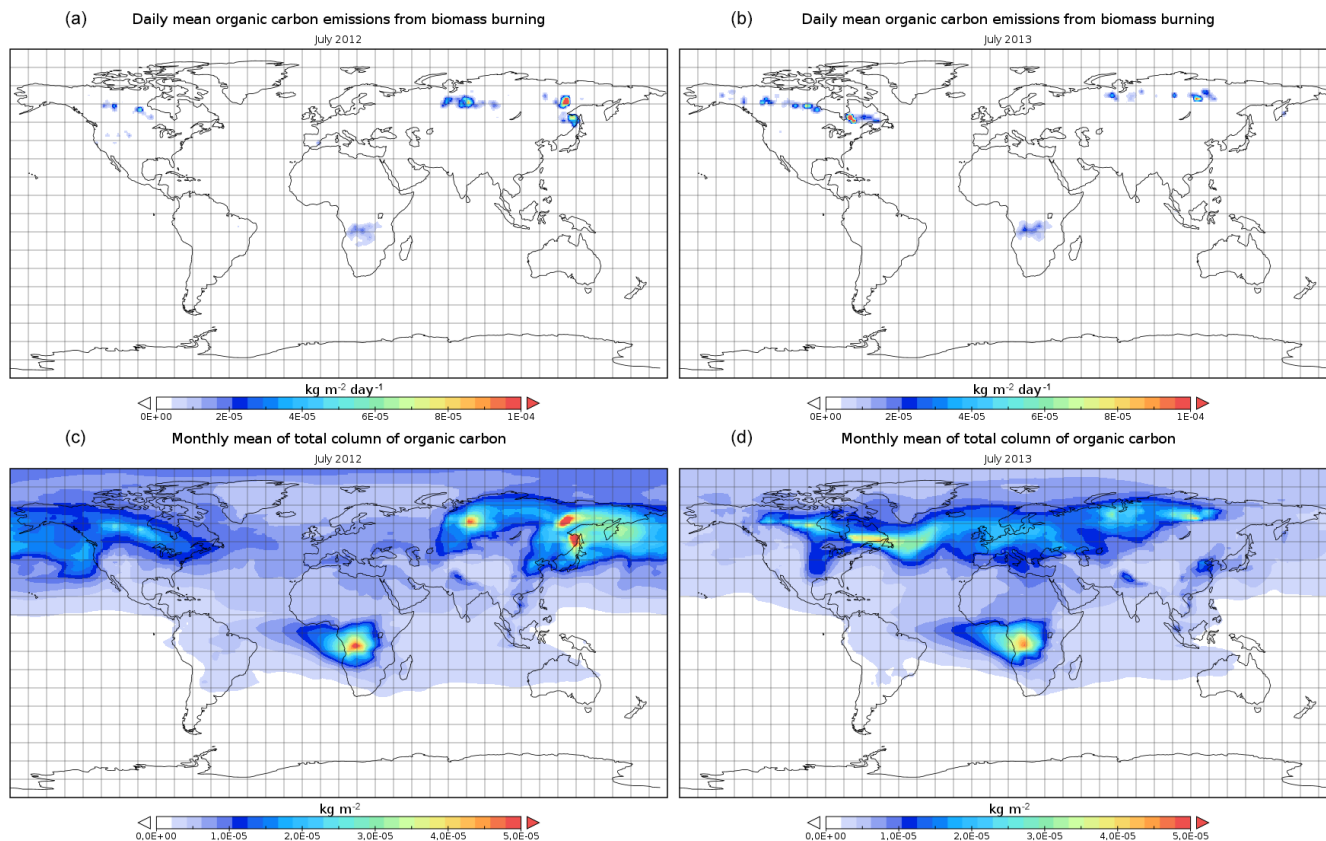 (a) Daily mean organic carbon emissions from biomass burning
July 2012
kg m⁻² day⁻¹
0E+00 2E-05 4E-05 6E-05 8E-05 1E-04
(b) Daily mean organic carbon emissions from biomass burning
July 2013
kg m⁻² day⁻¹
0E+00 2E-05 4E-05 6E-05 8E-05 1E-04
(c) Monthly mean of total column of organic carbon
July 2012
kg m⁻²
0,0E+00 1,0E-05 2,0E-05 3,0E-05 4,0E-05 5,0E-05
(d) Monthly mean of total column of organic carbon
July 2013
kg m⁻²
0,0E+00 1,0E-05 2,0E-05 3,0E-05 4,0E-05 5,0E-05